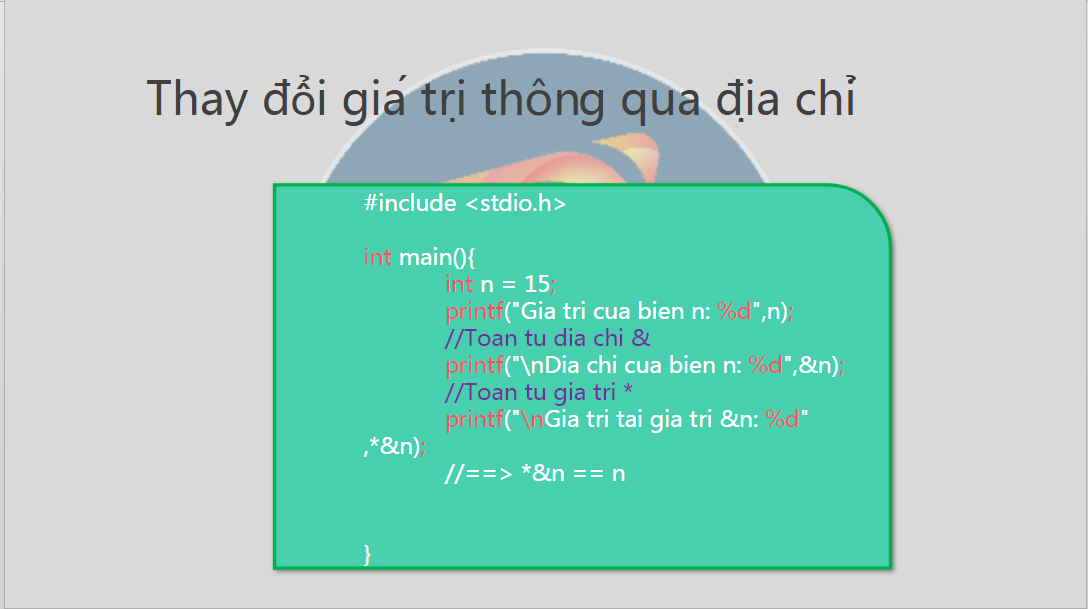 Thay đổi giá trị thông qua địa chỉ
#include <stdio.h>
int main(){
int n = 15;
printf("Gia tri cua bien n: %d",n);
//Toan tu dia chi &
printf("\nDia chi cua bien n: %d",&n);
//Toan tu gia tri *
printf("\nGia tri tai gia tri &n: %d"
,*&n);
//==> *&n == n
}